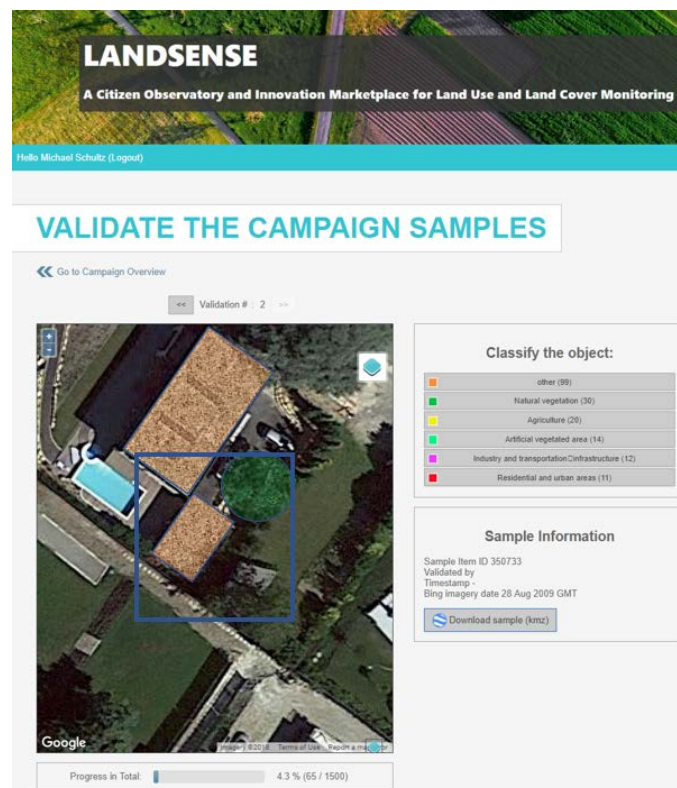 LANDSENSE
A Citizen Observatory and Innovation Marketplace for Land Use and Land Cover Monitoring
Hello Michael Schultz (Logout)
VALIDATE THE CAMPAIGN SAMPLES
Go to Campaign Overview
<< Validation # : 2 >>
+
-
Classify the object:
other (99)
Natural vegetation (30)
Agriculture (20)
Artificial vegetated area (14)
Industry and transportation□infrastructure (12)
Residential and urban areas (11)
Sample Information
Sample Item ID 350733
Validated by
Timestamp -
Bing imagery date 28 Aug 2009 GMT
Download sample (kmz)
Google
Imagery ©2018 Terms of Use Report a map
Progress in Total: 4.3 % (65 / 1500)